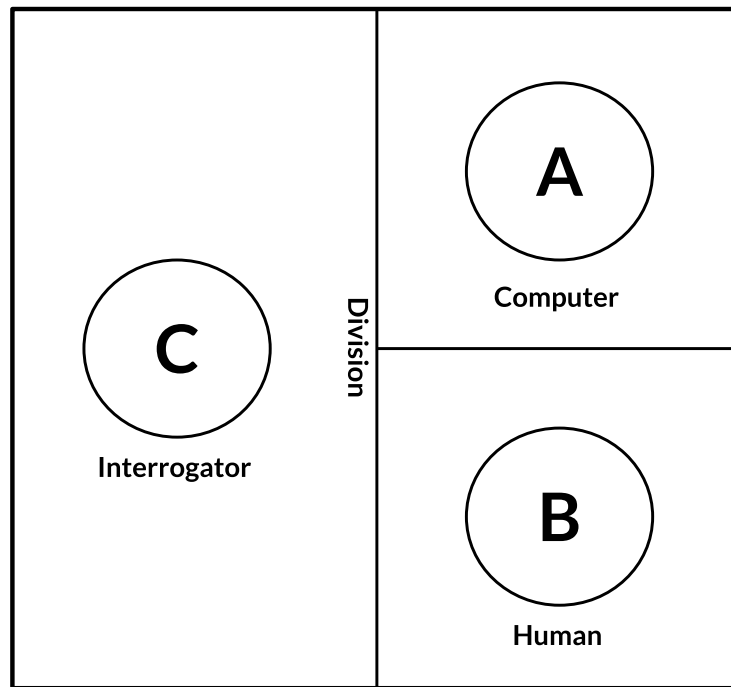 C
Interrogator
Division
A
Computer
B
Human